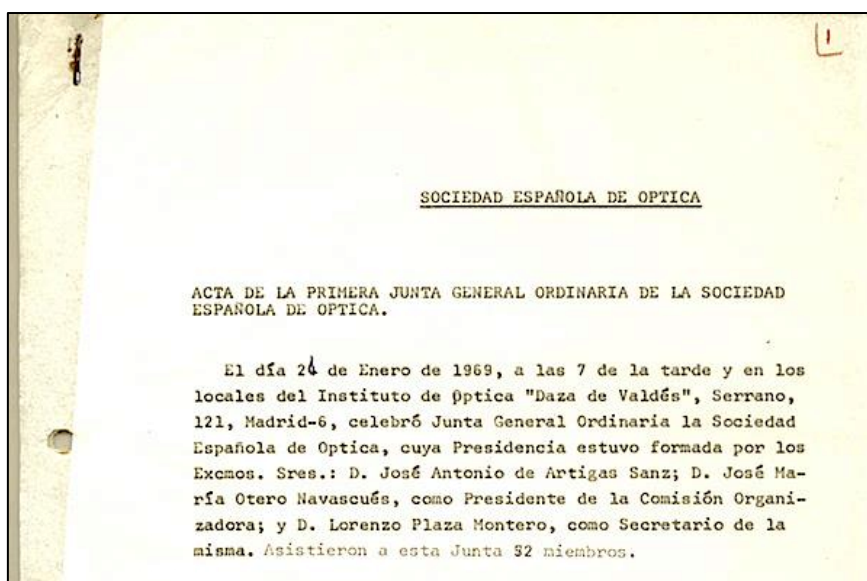 1
SOCIEDAD ESPAÑOLA DE OPTICA
ACTA DE LA PRIMERA JUNTA GENERAL ORDINARIA DE LA SOCIEDAD
ESPAÑOLA DE OPTICA.
El día de Enero de 1969, a las 7 de la tarde y en los
locales del Instituto de Optica "Daza de Valdés", Serrano,
121, Madrid-6, celebró Junta General Ordinaria la Sociedad
Española de Optica, cuya Presidencia estuvo formada por los
Excmos. Sres.: D. José Antonio de Artigas Sanz; D. José Ma-
ría Otero Navascués, como Presidente de la Comisión Organi-
zadora; y D. Lorenzo Plaza Montero, como Secretario de la
misma. Asistieron a esta Junta miembros.